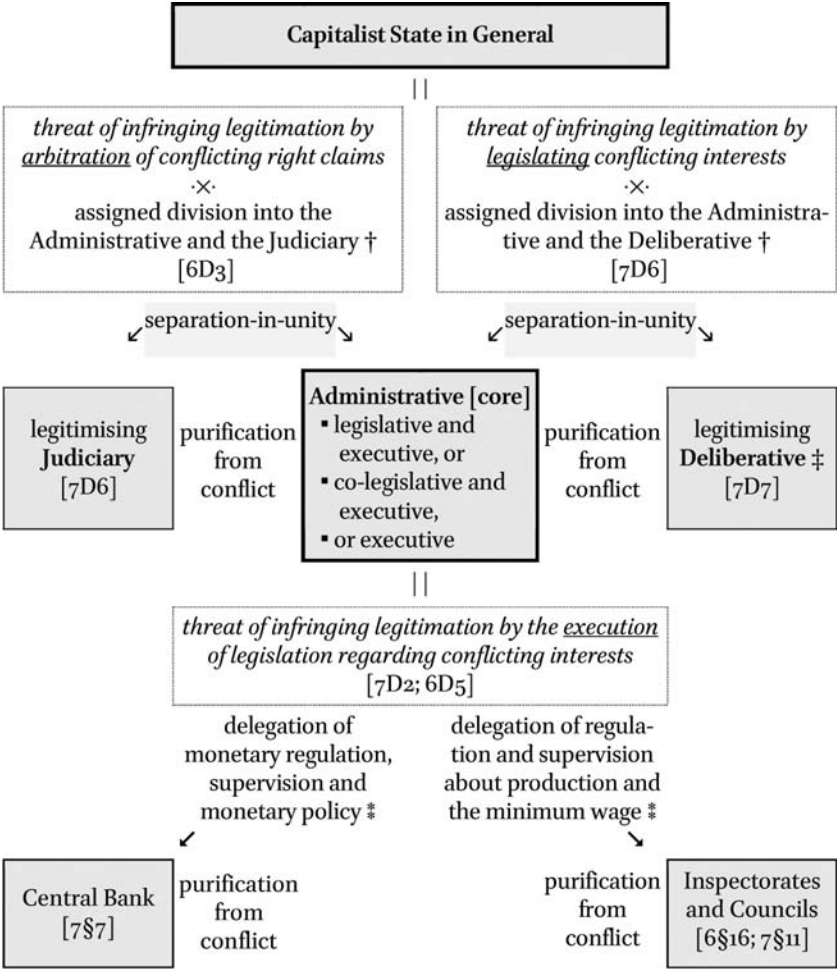 Capitalist State in General
||
threat of infringing legitimation by
arbitration of conflicting right claims
·×·
assigned division into the
Administrative and the Judiciary †
[6D3]
threat of infringing legitimation by
legislating conflicting interests
·×·
assigned division into the Administra-
tive and the Deliberative †
[7D6]
↙ separation-in-unity ↘
↙ separation-in-unity ↘
legitimising
Judiciary
[7D6]
purification
from
conflict
Administrative [core]
▪ legislative and
executive, or
▪ co-legislative and
executive,
▪ or executive
purification
from
conflict
legitimising
Deliberative ‡
[7D7]
||
threat of infringing legitimation by the execution
of legislation regarding conflicting interests
[7D2; 6D5]
delegation of
monetary regulation,
supervision and
monetary policy ⁑
↙
delegation of regula-
tion and supervision
about production and
the minimum wage ⁑
↘
Central Bank
[7§7]
purification
from
conflict
purification
from
conflict
Inspectorates
and Councils
[6§16; 7§11]